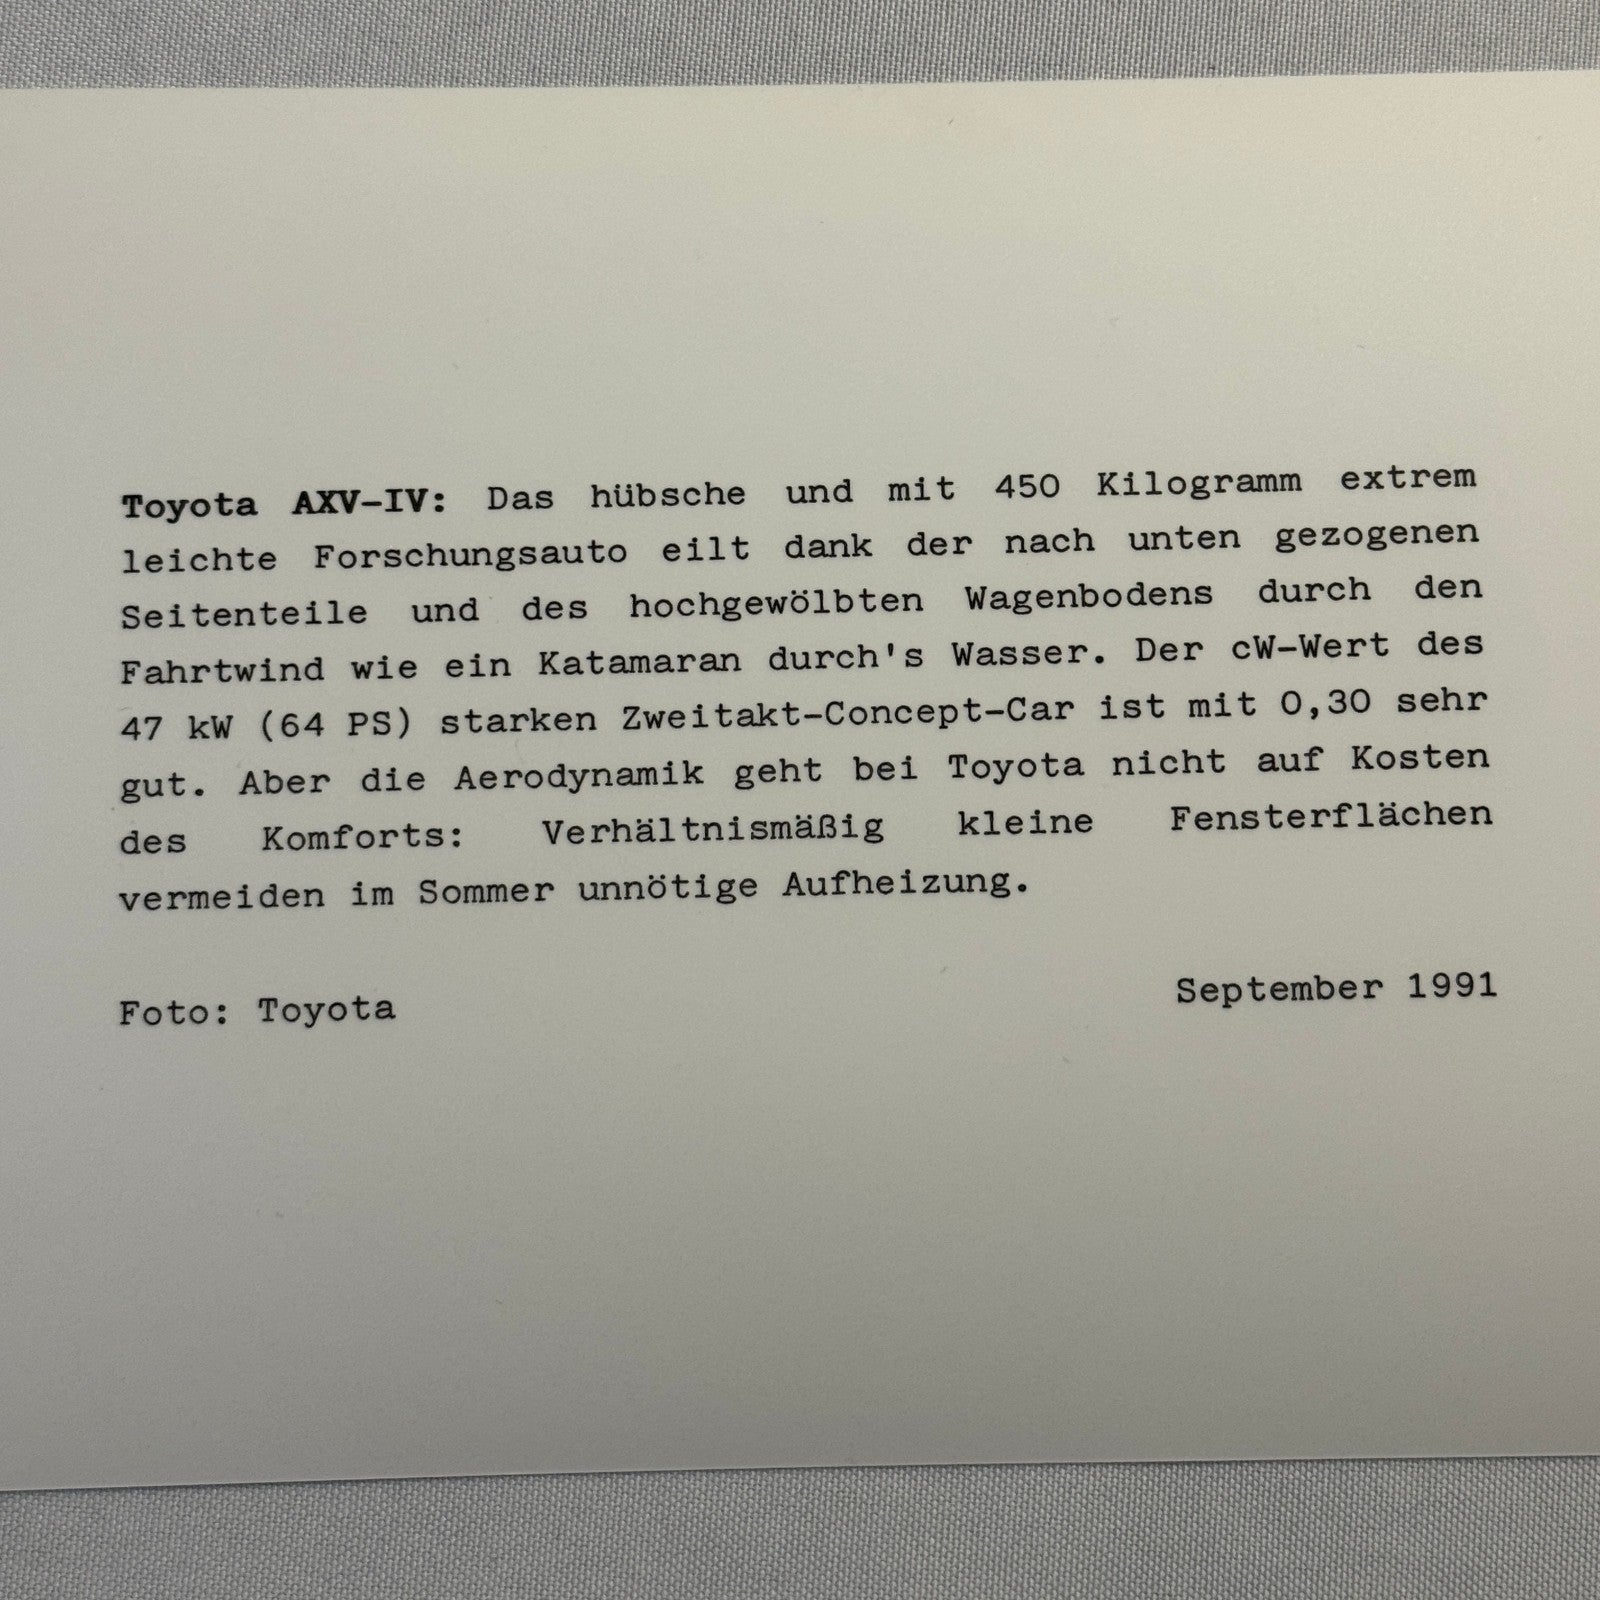 Toyota AXV-IV: Das hübsche und mit 450 Kilogramm extrem
leichte Forschungsauto eilt dank der nach unten gezogenen
Seitenteile und des hochgewölbten Wagenbodens durch den
Fahrtwind wie ein Katamaran durch's Wasser. Der cW-Wert des
47 kW (64 PS) starken Zweitakt-Concept-Car ist mit 0,30 sehr
gut. Aber die Aerodynamik geht bei Toyota nicht auf Kosten
des Komforts: Verhältnismäßig kleine Fensterflächen
vermeiden im Sommer unnötige Aufheizung.
Foto: Toyota September 1991